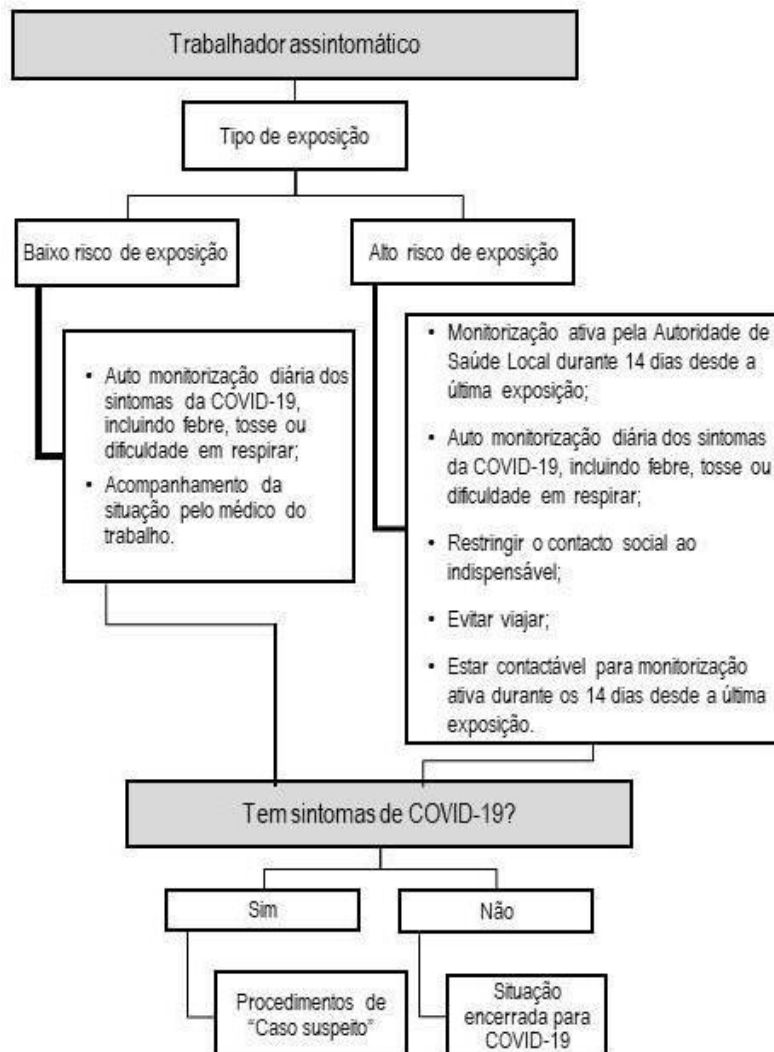 Trabalhador assintomático
Tipo de exposição
Baixo risco de exposição
Alto risco de exposição
• Auto monitorização diária dos
sintomas da COVID-19,
incluindo febre, tosse ou
dificuldade em respirar;
• Acompanhamento da
situação pelo médico do
trabalho.
• Monitorização ativa pela Autoridade de
Saúde Local durante 14 dias desde a
última exposição;
• Auto monitorização diária dos sintomas
da COVID-19, incluindo febre, tosse ou
dificuldade em respirar;
• Restringir o contacto social ao
indispensável;
• Evitar viajar;
• Estar contactável para monitorização
ativa durante os 14 dias desde a última
exposição.
Tem sintomas de COVID-19?
Sim
Não
Procedimentos de
“Caso suspeito”
Situação
encerrada para
COVID-19